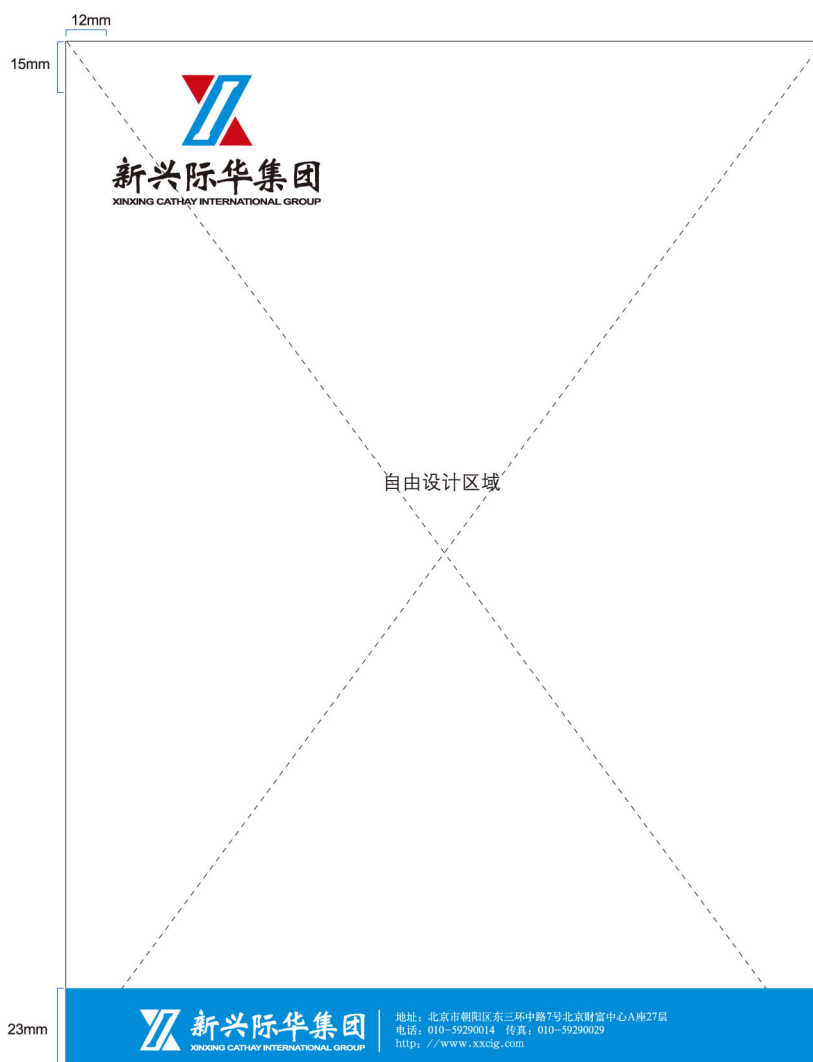 12mm
15mm
新兴际华集团
XINXING CATHAY INTERNATIONAL GROUP
自由设计区域
23mm
新兴际华集团
XINXING CATHAY INTERNATIONAL GROUP
地址：北京市朝阳区东三环中路7号北京财富中心A座27层
电话：010-59290014 传真：010-59290029
http：//www.xxcig.com